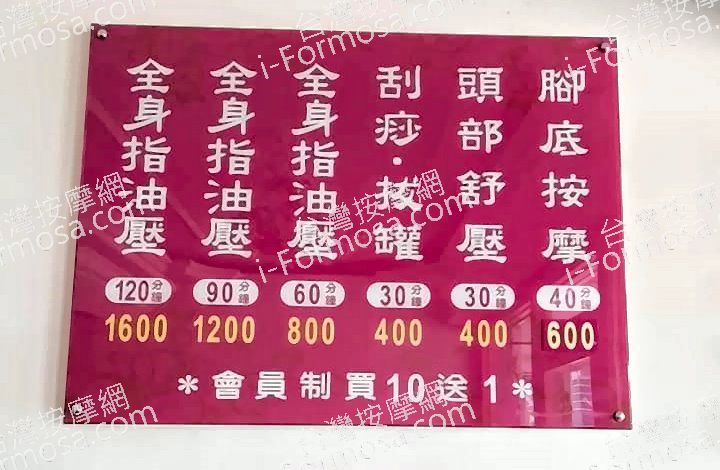 腳底按摩
40分鐘
600
頭部舒壓
30分鐘
400
刮痧·拔罐
30分鐘
400
全身指油壓
60分鐘
800
全身指油壓
90分鐘
1200
全身指油壓
120分鐘
1600
*會員制買10送1*
台灣按摩網
i-Formosa.com